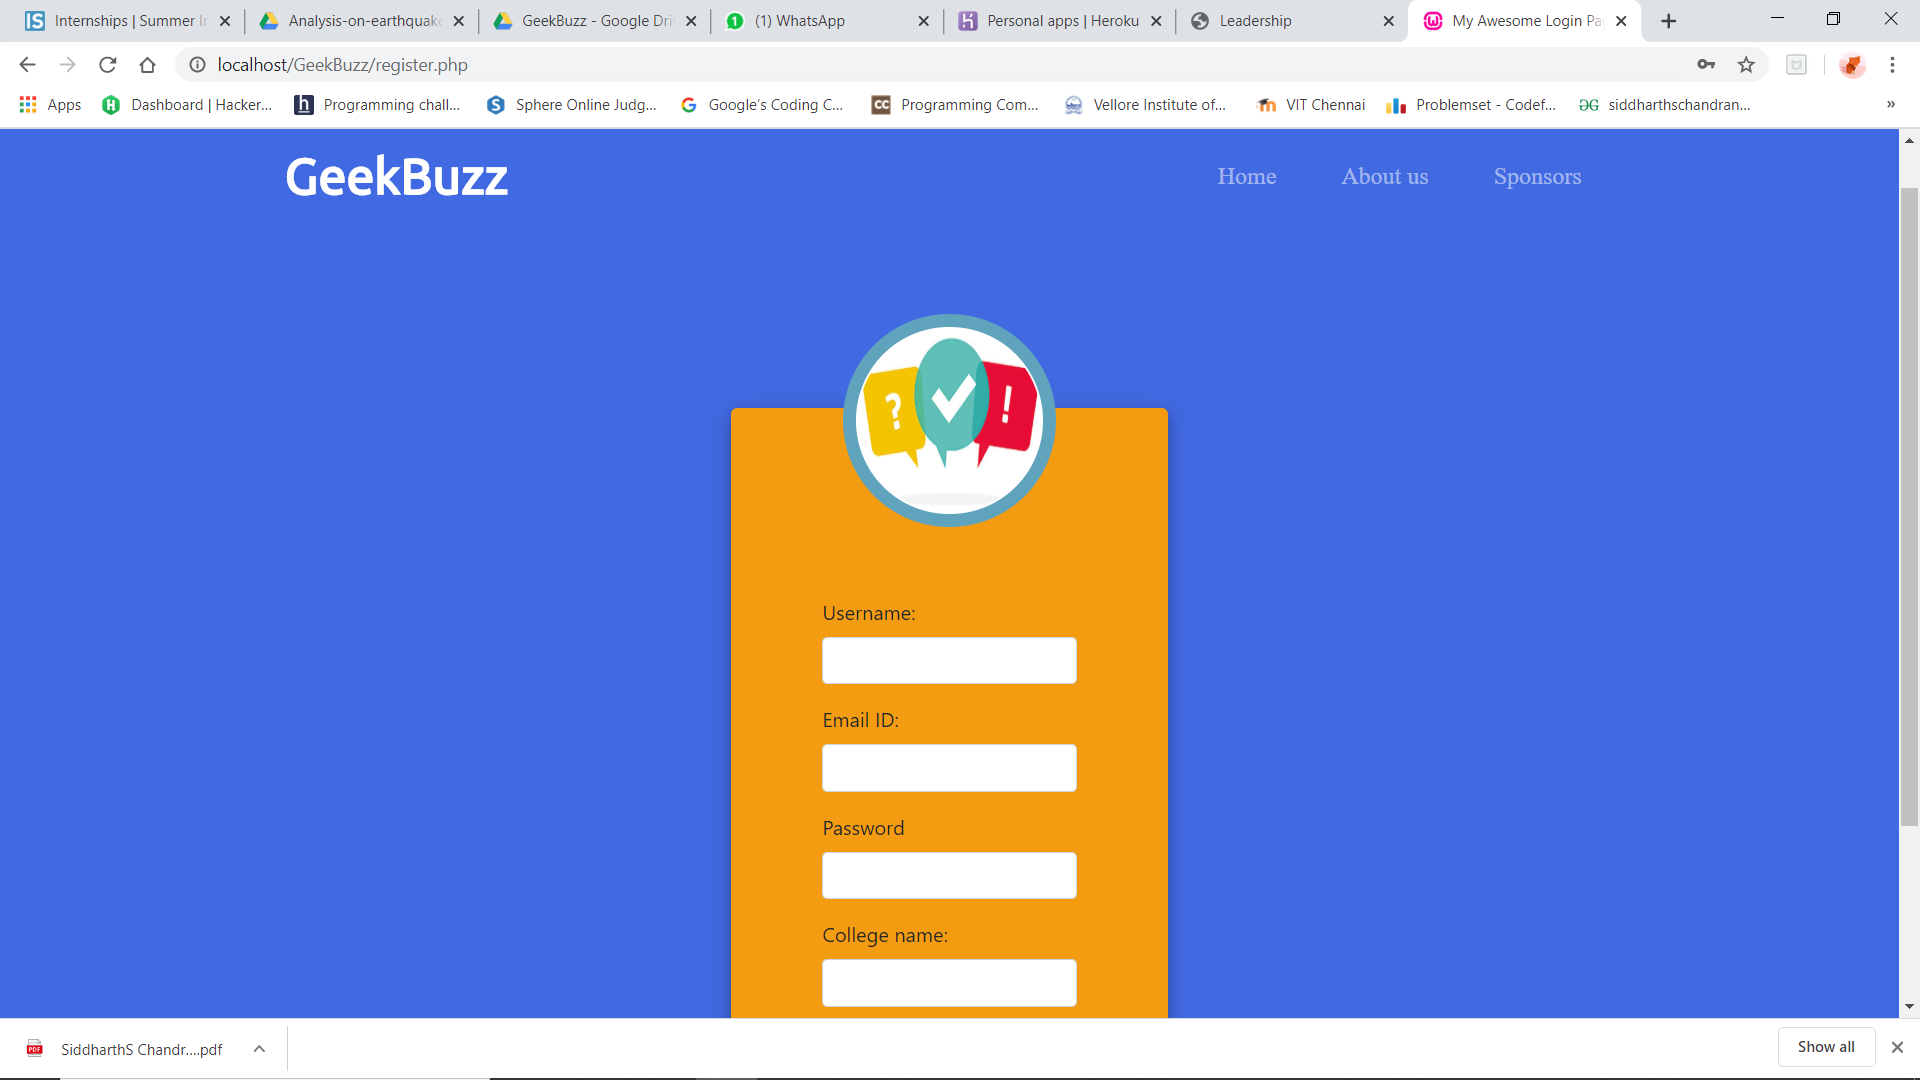 Internships | Summer In
Analysis-on-earthquake
GeekBuzz - Google Dri
(1) WhatsApp
Personal apps | Heroku
Leadership
My Awesome Login Pa
localhost/GeekBuzz/register.php
Apps
Dashboard | Hacker...
Programming chall...
Sphere Online Judg...
Google's Coding C...
Programming Com...
Vellore Institute of...
VIT Chennai
Problemset - Codef...
siddharthschandran...
GeekBuzz
Home
About us
Sponsors
? !
Username:
Email ID:
Password
College name:
SiddharthS Chandr....pdf
Show all